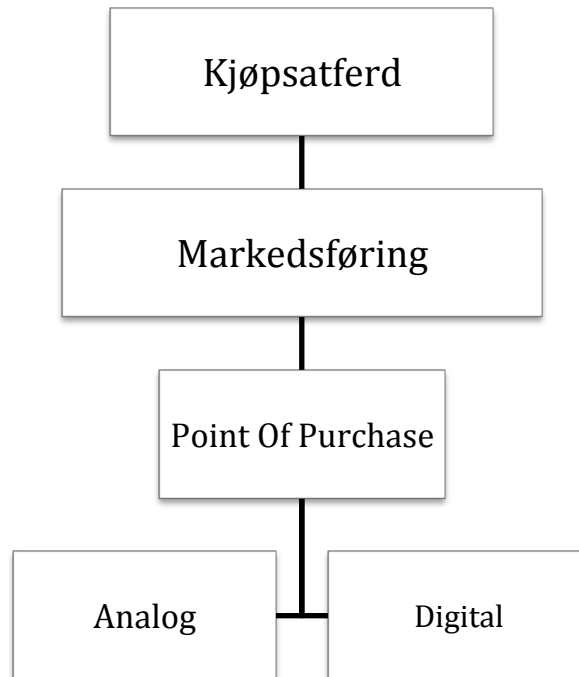 Kjøpsatferd
Markedsføring
Point Of Purchase
Analog
Digital